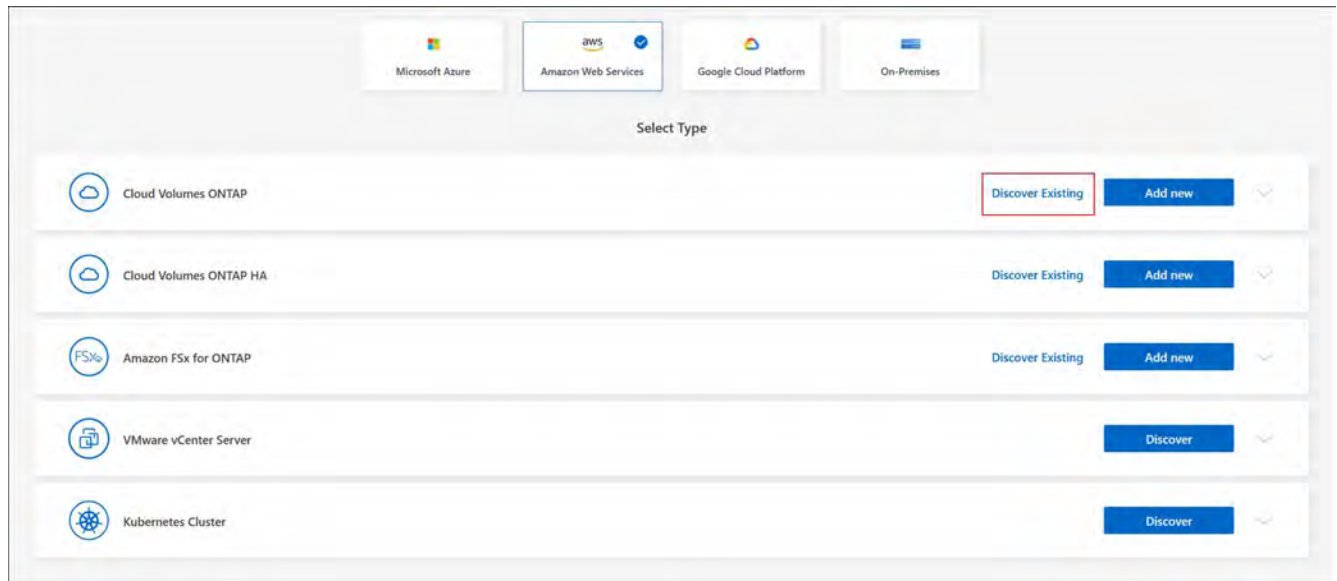 aws
Microsoft Azure
Amazon Web Services
Google Cloud Platform
On-Premises
Select Type
Cloud Volumes ONTAP
Discover Existing
Add new
Cloud Volumes ONTAP HA
Discover Existing
Add new
FSx
Amazon FSx for ONTAP
Discover Existing
Add new
VMware vCenter Server
Discover
Kubernetes Cluster
Discover